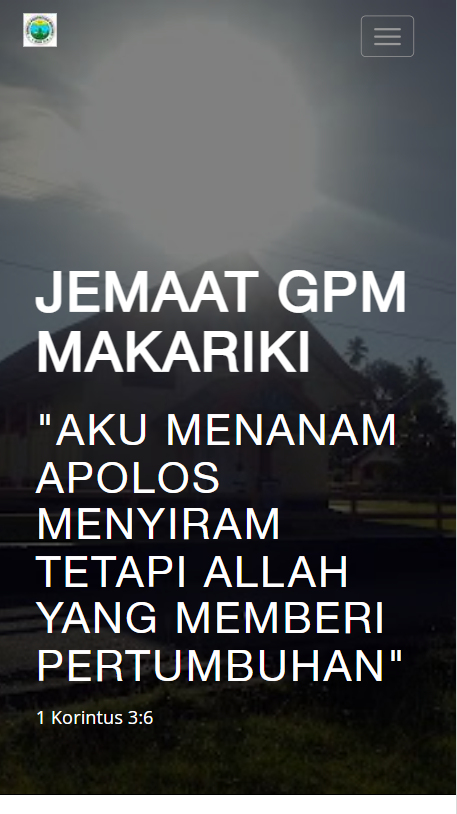 JEMAAT GPM
MAKARIKI
"AKU MENANAM
APOLOS
MENYIRAM
TETAPI ALLAH
YANG MEMBERI
PERTUMBUHAN"
1 Korintus 3:6